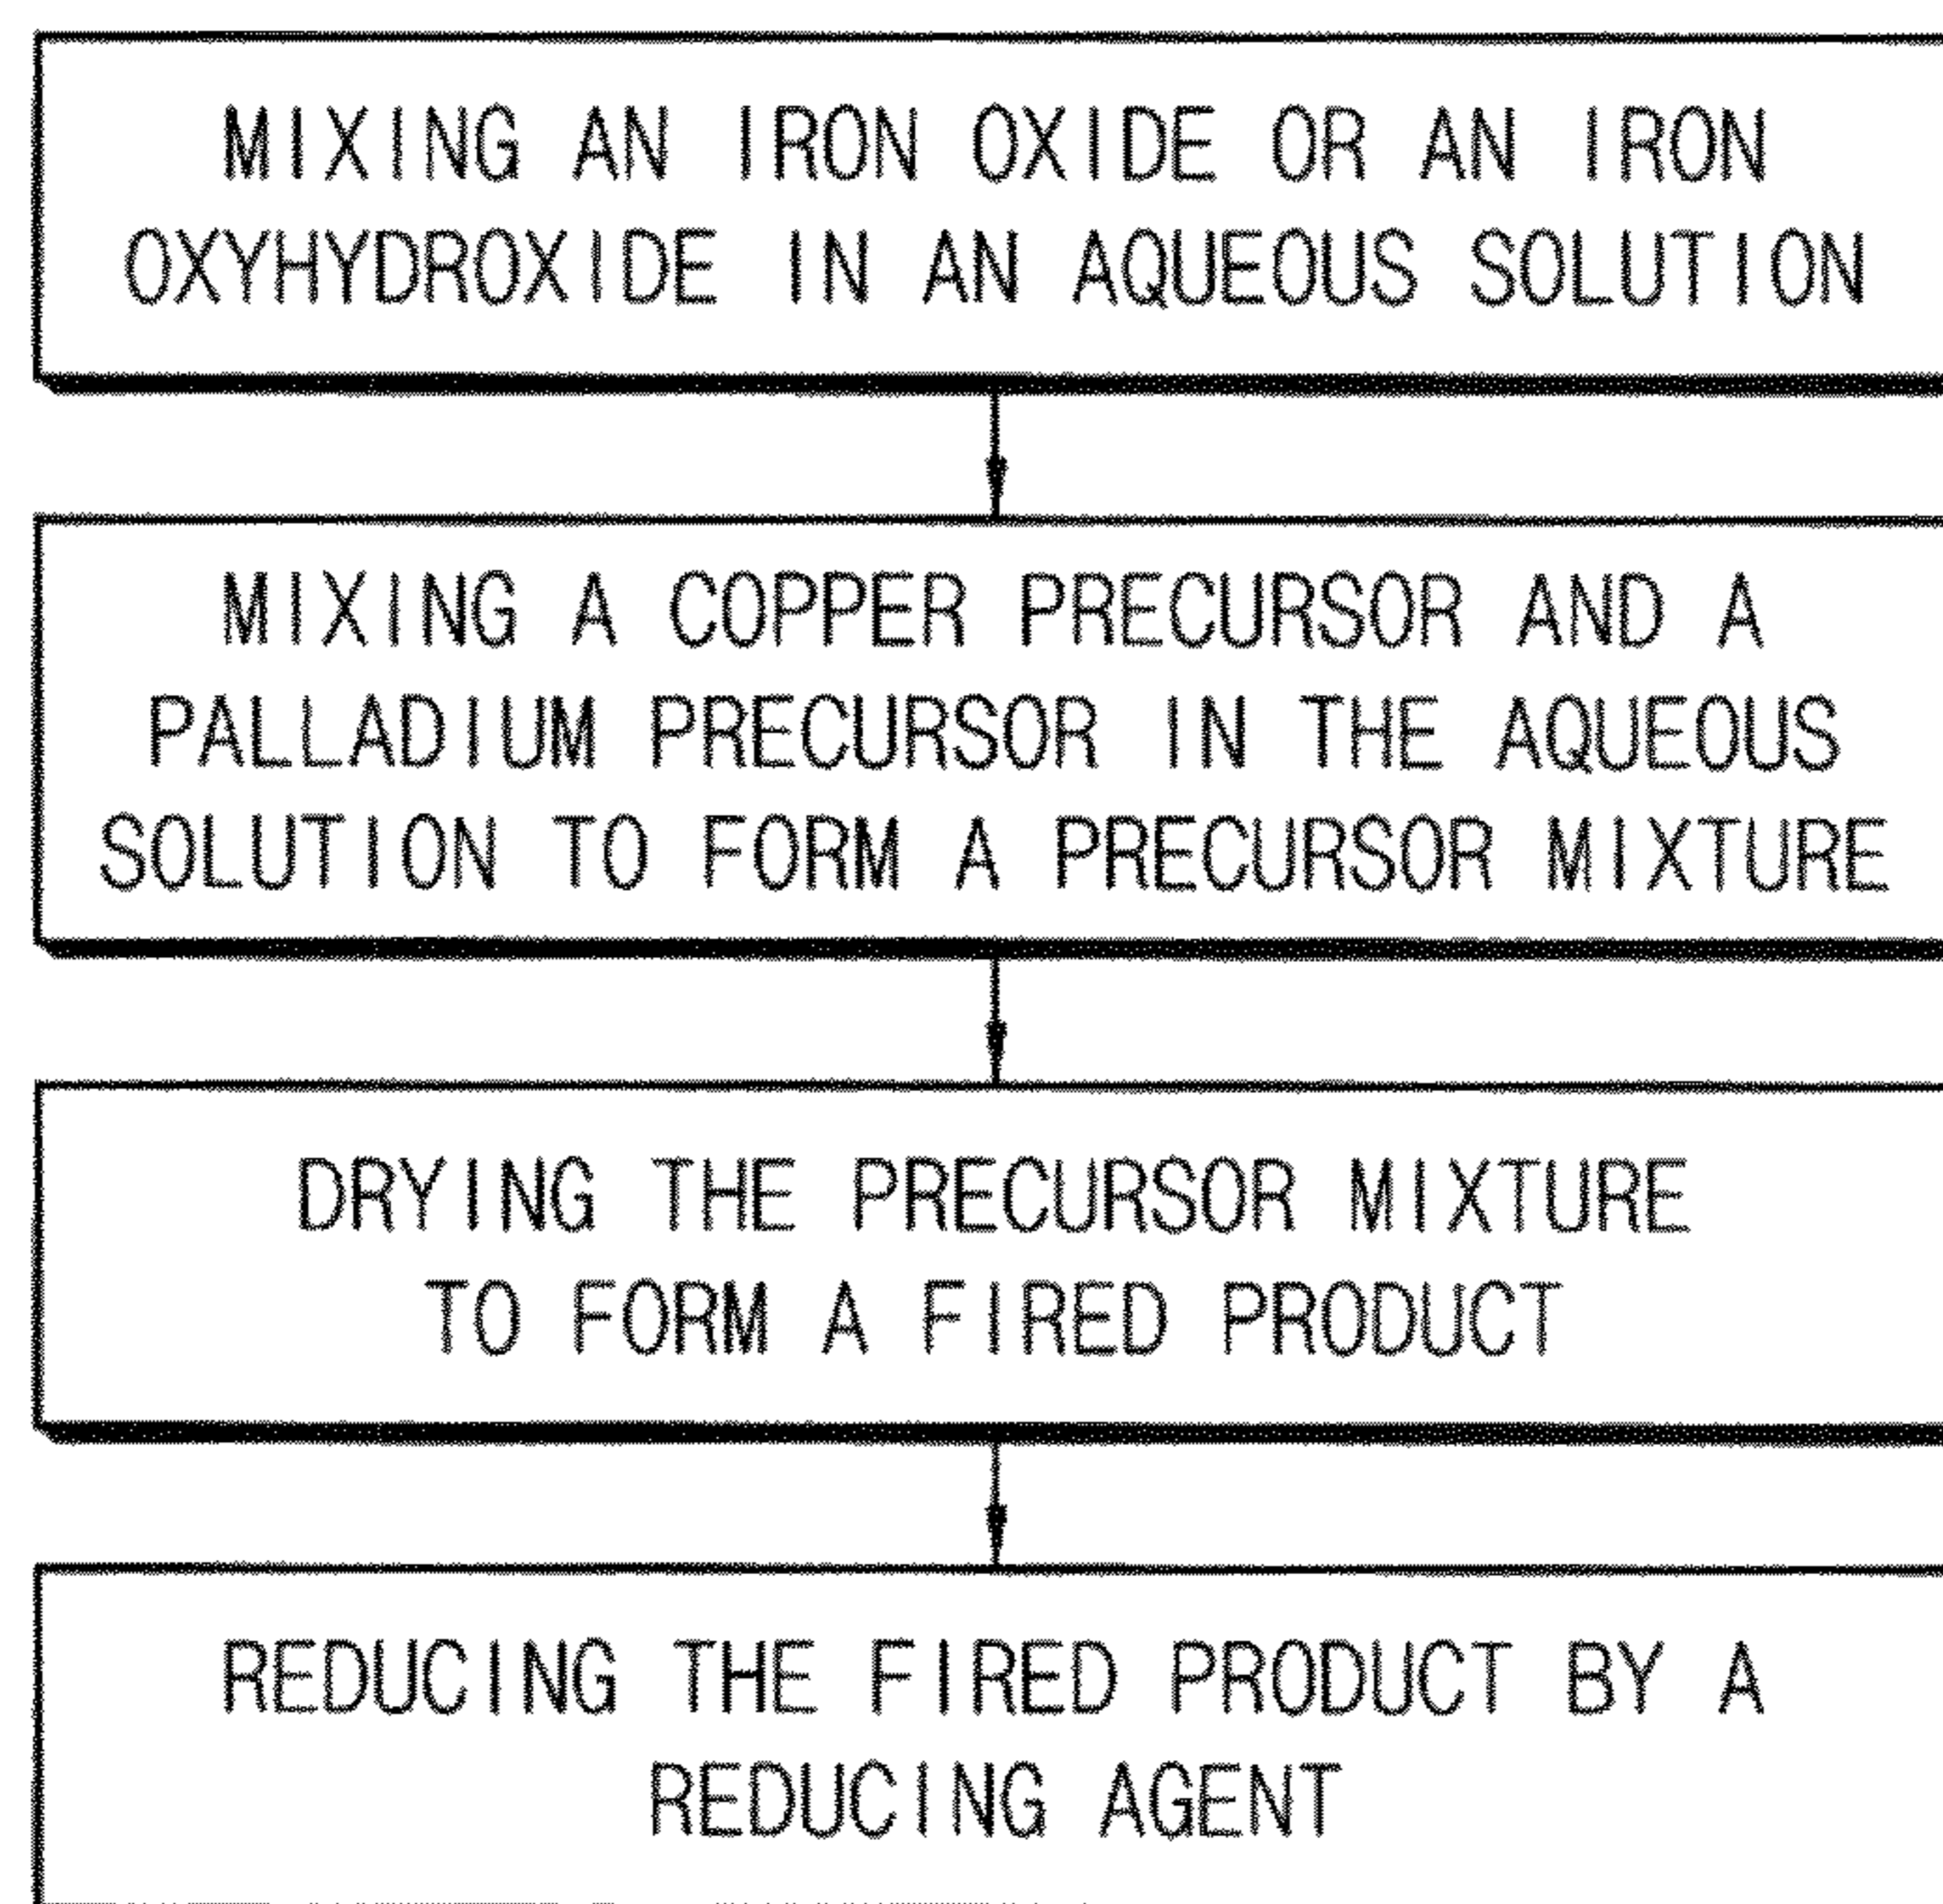 MIXING AN IRON OXIDE OR AN IRON
OXYHYDROXIDE IN AN AQUEOUS SOLUTION
MIXING A COPPER PRECURSOR AND A
PALLADIUM PRECURSOR IN THE AQUEOUS
SOLUTION TO FORM A PRECURSOR MIXTURE
DRYING THE PRECURSOR MIXTURE
TO FORM A FIRED PRODUCT
REDUCING THE FIRED PRODUCT BY A
REDUCING AGENT